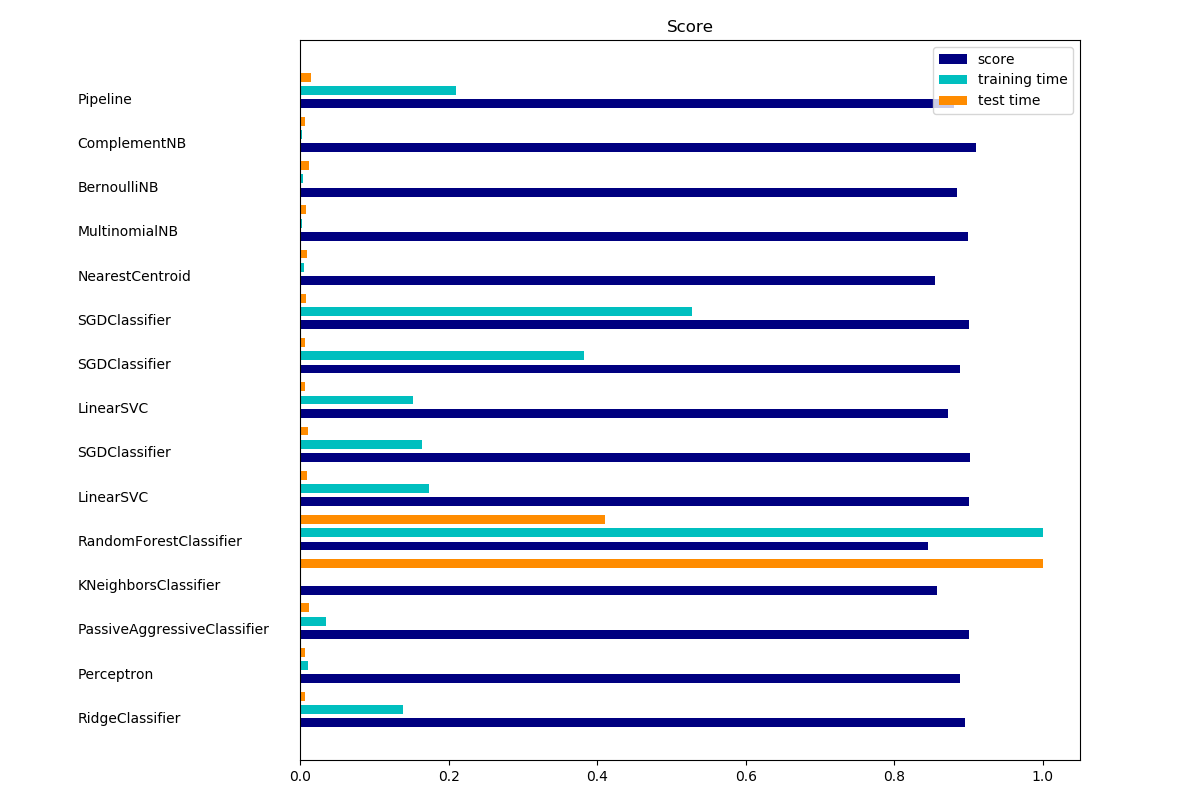 Score
score
training time
test time
Pipeline
ComplementNB
BernoulliNB
MultinomialNB
NearestCentroid
SGDClassifier
SGDClassifier
LinearSVC
SGDClassifier
LinearSVC
RandomForestClassifier
KNeighborsClassifier
PassiveAggressiveClassifier
Perceptron
RidgeClassifier
0.0 0.2 0.4 0.6 0.8 1.0